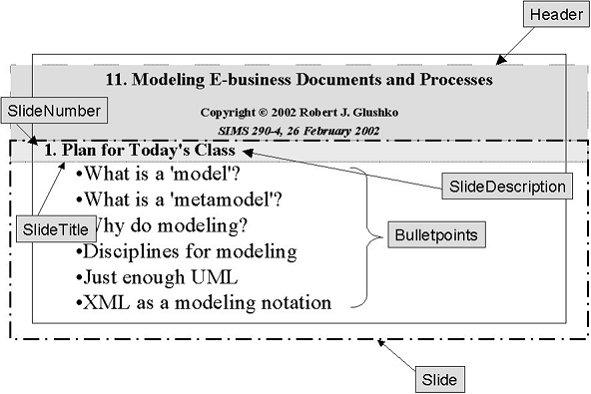 Header
11. Modeling E-business Documents and Processes
SlideNumber
Copyright © 2002 Robert J. Glushko
SIMS 290-4, 26 February 2002
1. Plan for Today's Class
•What is a 'model'?
SlideDescription
•What is a 'metamodel'?
SlideTitle
Why do modeling?
Bulletpoints
•Disciplines for modeling
•Just enough UML
•XML as a modeling notation
Slide